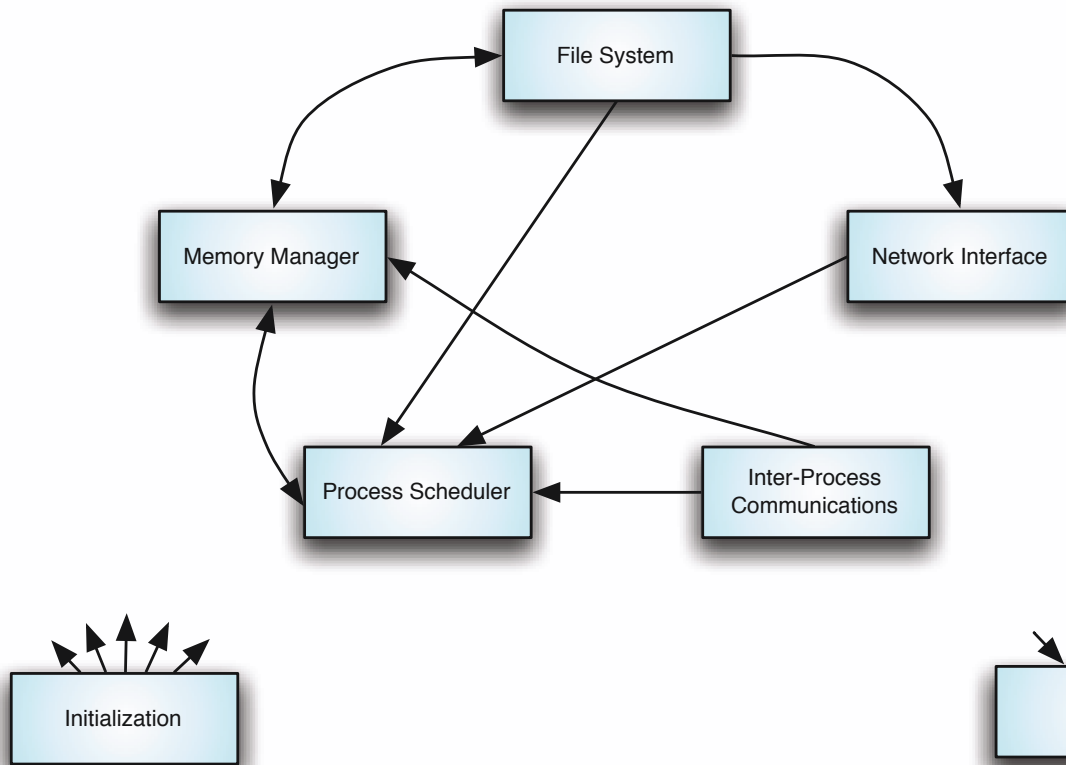 File System
Memory Manager
Network Interface
Process Scheduler
Inter-Process
Communications
Initialization